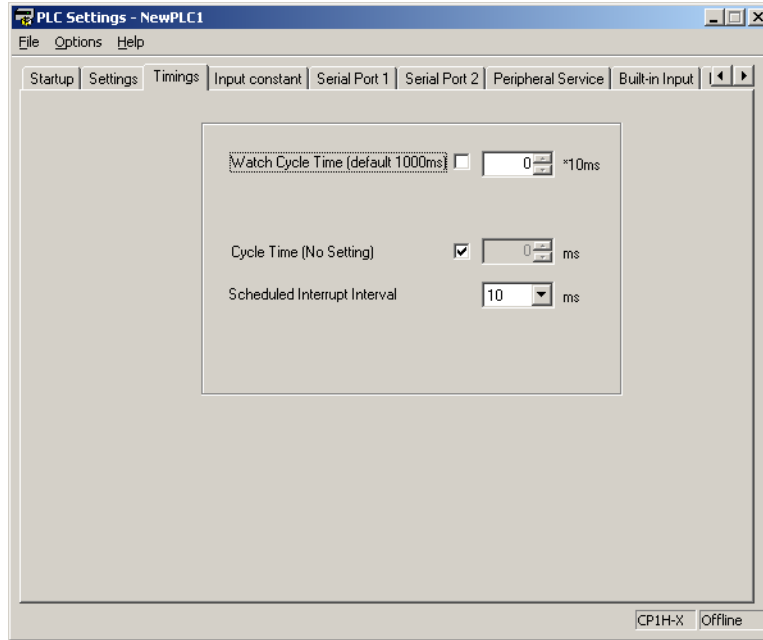 PLC Settings - NewPLC1
File Options Help
Startup Settings Timings Input constant Serial Port 1 Serial Port 2 Peripheral Service Built-in Input
Watch Cycle Time (default 1000ms) 0 *10ms
Cycle Time (No Setting) 0 ms
Scheduled Interrupt Interval 10 ms
CP1H-X Offline